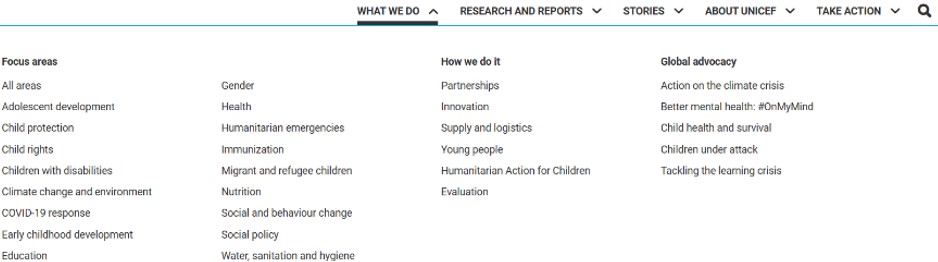 WHAT WE DO
RESEARCH AND REPORTS
STORIES
ABOUT UNICEF
TAKE ACTION
Focus areas
All areas
Adolescent development
Child protection
Child rights
Children with disabilities
Climate change and environment
COVID-19 response
Early childhood development
Education
Gender
Health
Humanitarian emergencies
Immunization
Migrant and refugee children
Nutrition
Social and behaviour change
Social policy
Water, sanitation and hygiene
How we do it
Partnerships
Innovation
Supply and logistics
Young people
Humanitarian Action for Children
Evaluation
Global advocacy
Action on the climate crisis
Better mental health: #OnMyMind
Child health and survival
Children under attack
Tackling the learning crisis